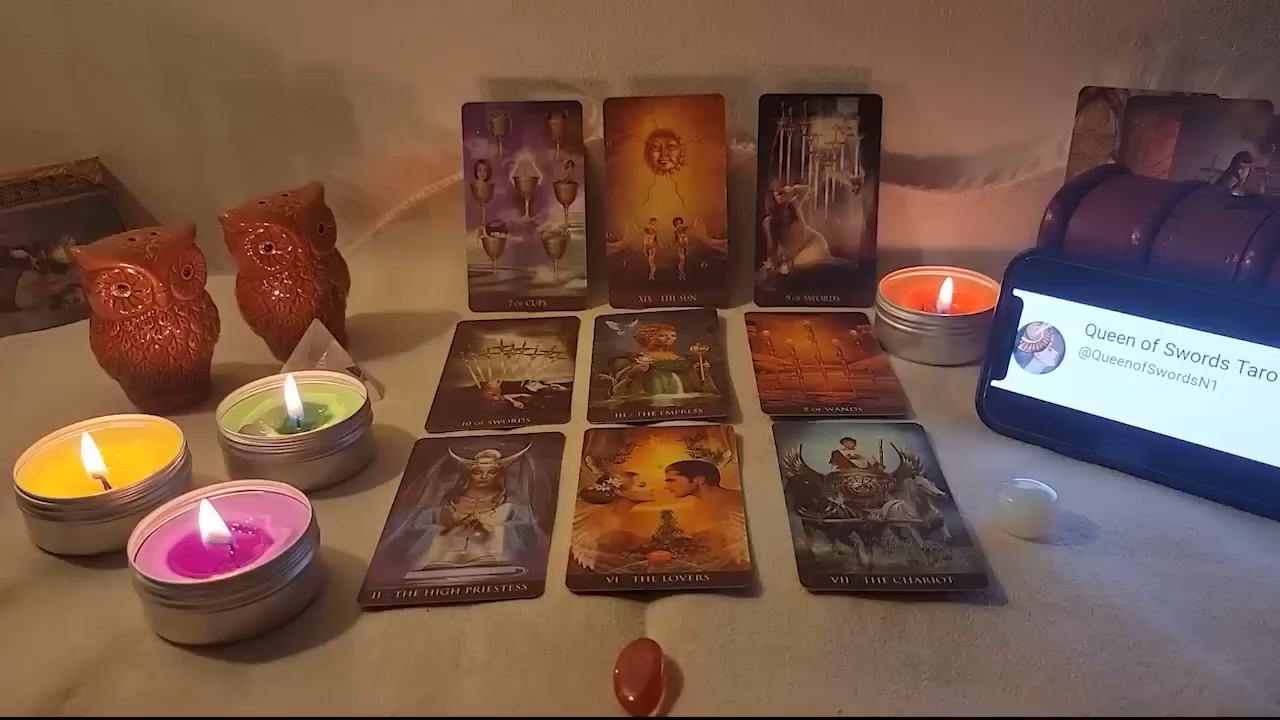 7 OF CUPS
XIX · THE SUN
9 OF SWORDS
10 OF SWORDS
III · THE EMPRESS
5 OF WANDS
II · THE HIGH PRIESTESS
VI · THE LOVERS
VII · THE CHARIOT
Queen of Swords Taro
@QueenofSwordsN1